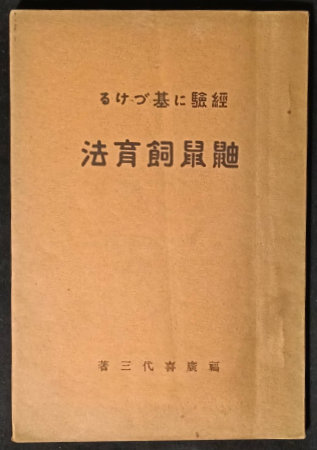 經驗に基づける
鼬鼠飼育法
福廣喜代三著